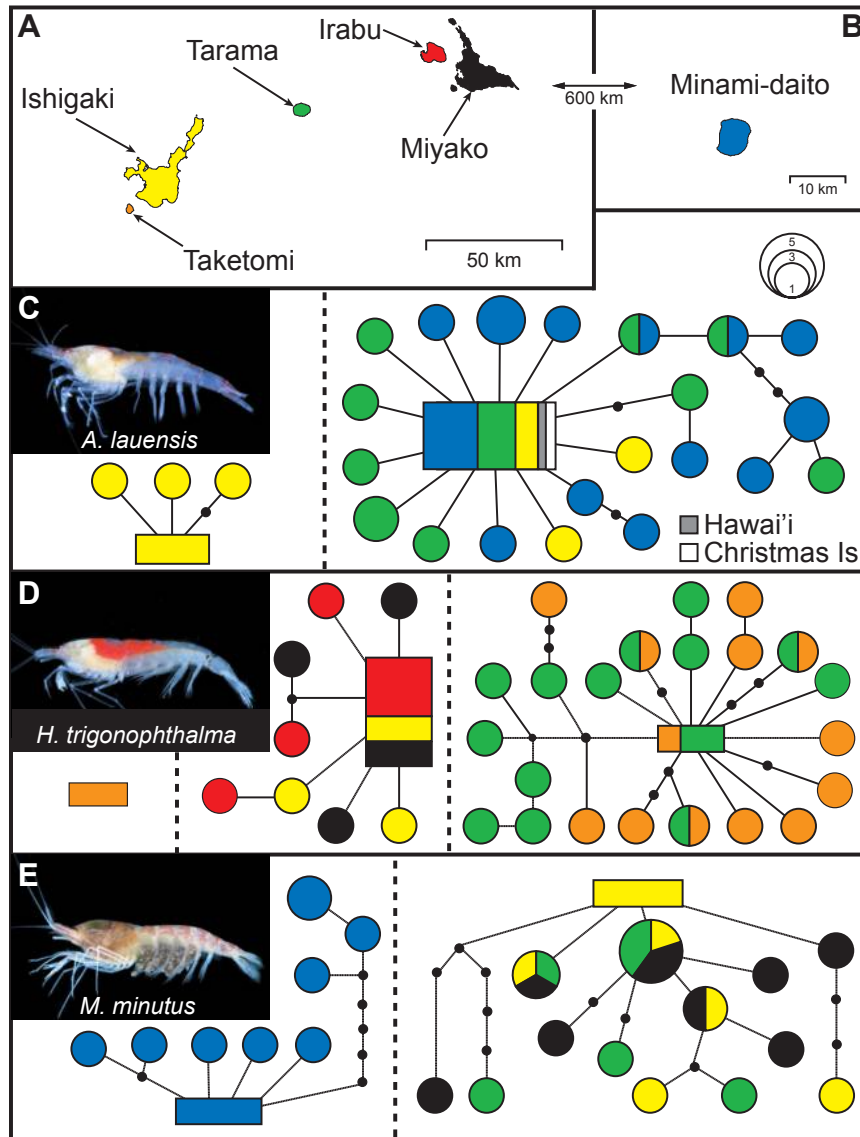 A
B
Irabu
Tarama
Ishigaki
Minami-daito
600 km
Miyako
10 km
Taketomi
50 km
5
3
1
C
A. lauensis
Hawai'i
Christmas Is
D
H. trigonophthalma
E
M. minutus